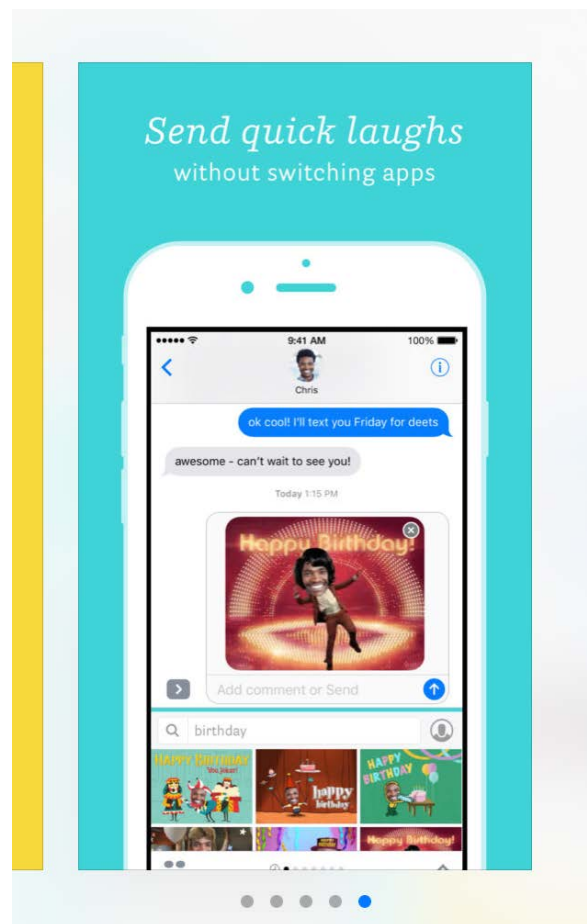 Send quick laughs
without switching apps
9:41 AM
100%
Chris
ok cool! I'll text you Friday for deets
awesome - can't wait to see you!
Today 1:15 PM
Happy Birthday!
Add comment or Send
birthday
HAPPY BIRTHDAY
You Joker!
happy
birthday
HAPPY
BIRTHDAY
Happy Birthday!